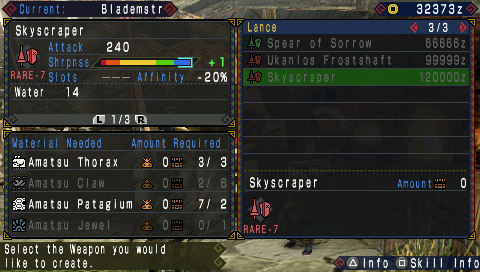 Current: Blademstr
32373z
Skyscraper
Attack 240
Shrpnss +1
RARE-7 Slots --- Affinity -20%
Water 14
L 1/3 R
Material Needed Amount Required
Amatsu Thorax 0 3/ 3
Amatsu Claw 0 2/ 6
Amatsu Patagium 0 7/ 2
Amatsu Jewel 0 0/ 1
Select the Weapon you would
like to create.
Lance 3/3
Spear of Sorrow 66666z
Ukanlos Frostshaft 99999z
Skyscraper 120000z
Skyscraper Amount 0
RARE-7
Info Skill Info